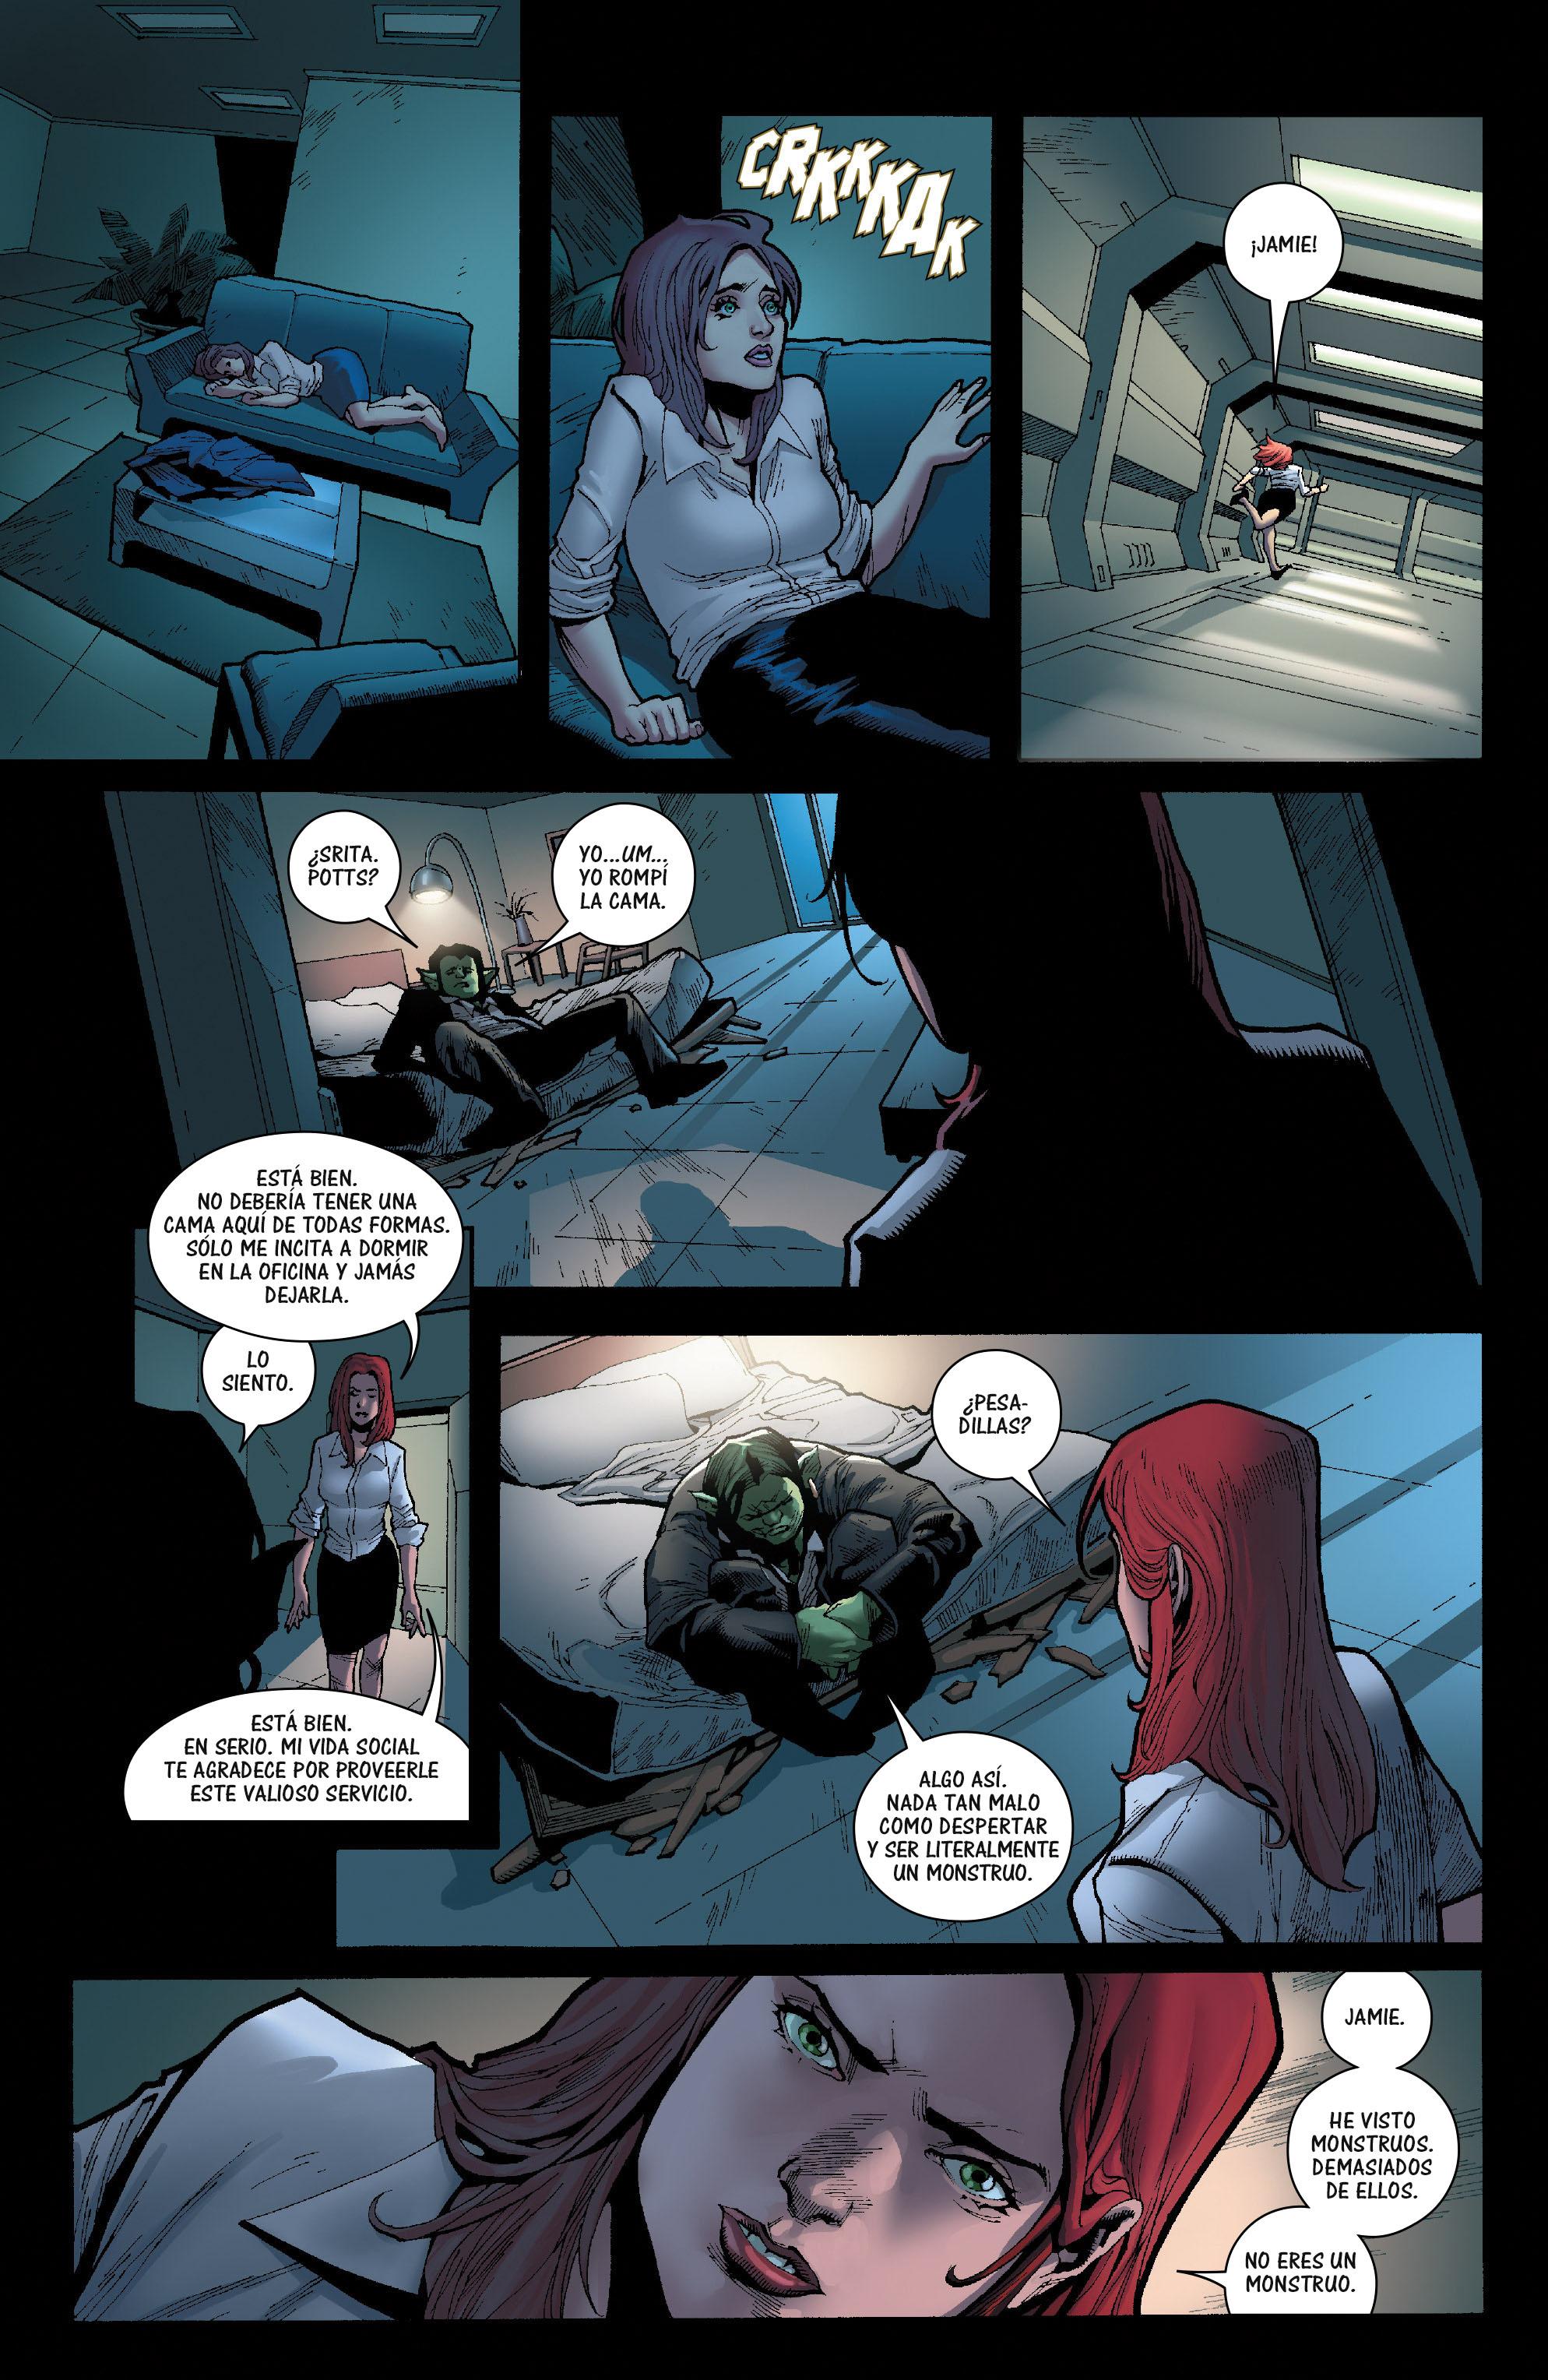 CRKKKAK
¡JAMIE!
¿SRITA.
POTTS?
YO...UM...
YO ROMPÍ
LA CAMA.
ESTÁ BIEN.
NO DEBERÍA TENER UNA
CAMA AQUÍ DE TODAS FORMAS.
SÓLO ME INCITA A DORMIR
EN LA OFICINA Y JAMÁS
DEJARLA.
LO
SIENTO.
ESTÁ BIEN.
EN SERIO. MI VIDA SOCIAL
TE AGRADECE POR PROVEERLE
ESTE VALIOSO SERVICIO.
¿PESA-
DILLAS?
ALGO ASÍ.
NADA TAN MALO
COMO DESPERTAR
Y SER LITERALMENTE
UN MONSTRUO.
JAMIE.
HE VISTO
MONSTRUOS.
DEMASIADOS
DE ELLOS.
NO ERES UN
MONSTRUO.